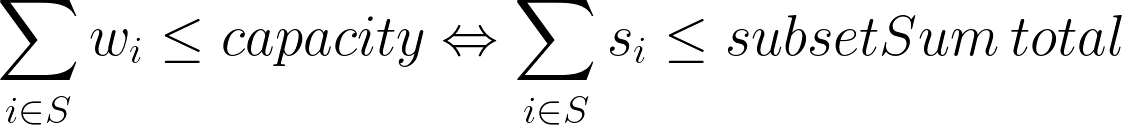 ∑_{i∈S} w_i ≤ capacity ⇔ ∑_{i∈S} s_i ≤ subsetSum total